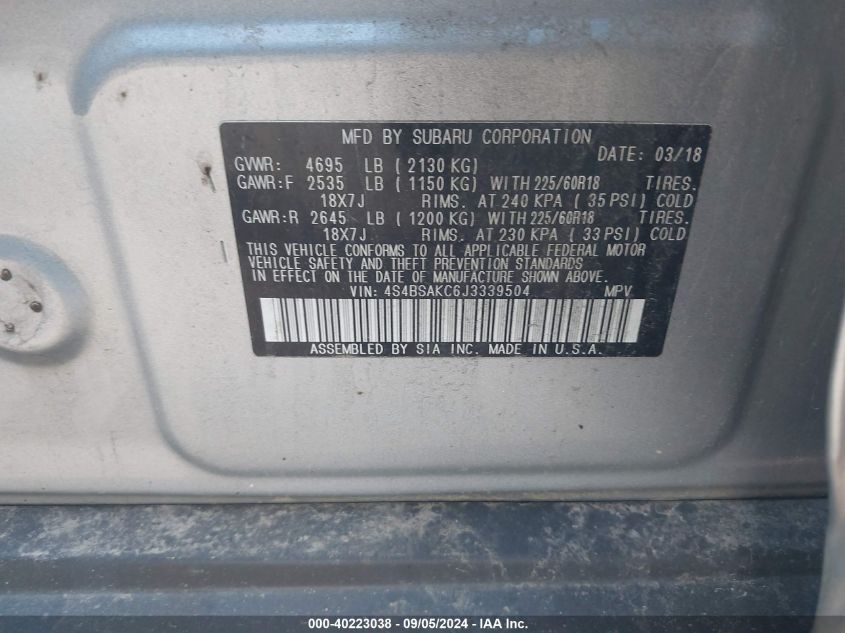 MFD BY SUBARU CORPORATION
DATE: 03/18
GVWR: 4695 LB ( 2130 KG)
GAWR:F 2535 LB ( 1150 KG) WITH 225/60R18 TIRES.
18X7J RIMS. AT 240 KPA ( 35 PSI) COLD
GAWR:R 2645 LB ( 1200 KG) WITH 225/60R18 TIRES.
18X7J RIMS. AT 230 KPA ( 33 PSI) COLD
THIS VEHICLE CONFORMS TO ALL APPLICABLE FEDERAL MOTOR
VEHICLE SAFETY AND THEFT PREVENTION STANDARDS
IN EFFECT ON THE DATE OF MANUFACTURE SHOWN ABOVE.
VIN: 4S4BSAKC6J3339504 MPV
ASSEMBLED BY SIA INC. MADE IN U.S.A.
000-40223038 - 09/05/2024 - IAAI.COM